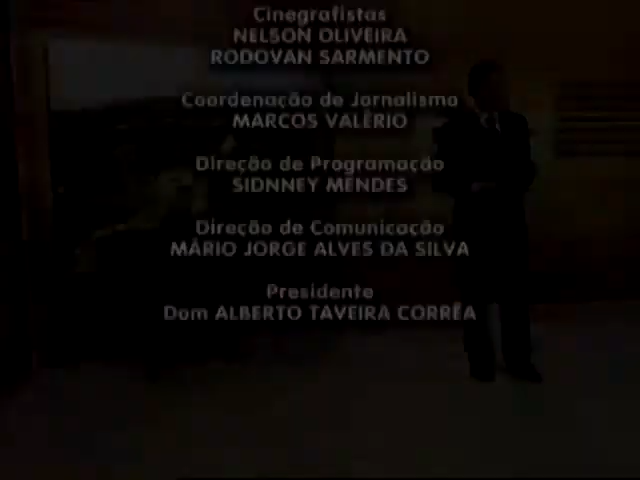 Cinegrafistas
NELSON OLIVEIRA
RODOVAN SARMENTO
Coordenação de Jornalismo
MARCOS VALÉRIO
Direção de Programação
SIDNNEY MENDES
Direção de Comunicação
MÁRIO JORGE ALVES DA SILVA
Presidente
Dom ALBERTO TAVEIRA CORRÊA